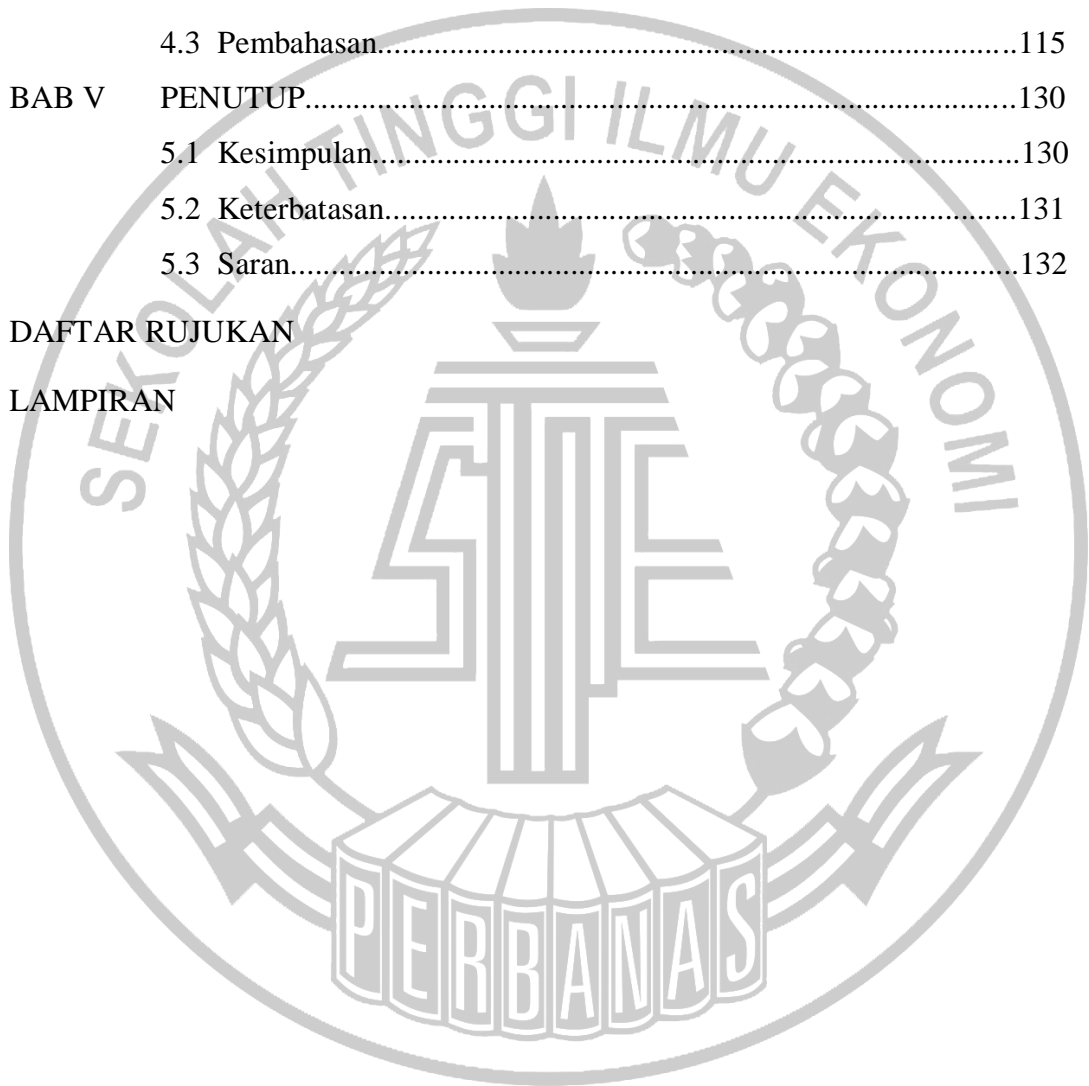 4.3 Pembahasan................................................................................115
BAB V PENUTUP.........................................................................................130
5.1 Kesimpulan.................................................................................130
5.2 Keterbatasan...............................................................................131
5.3 Saran...........................................................................................132
DAFTAR RUJUKAN
LAMPIRAN
SEKOLAH TINGGI ILMU EKONOMI
STIE
PERBANAS